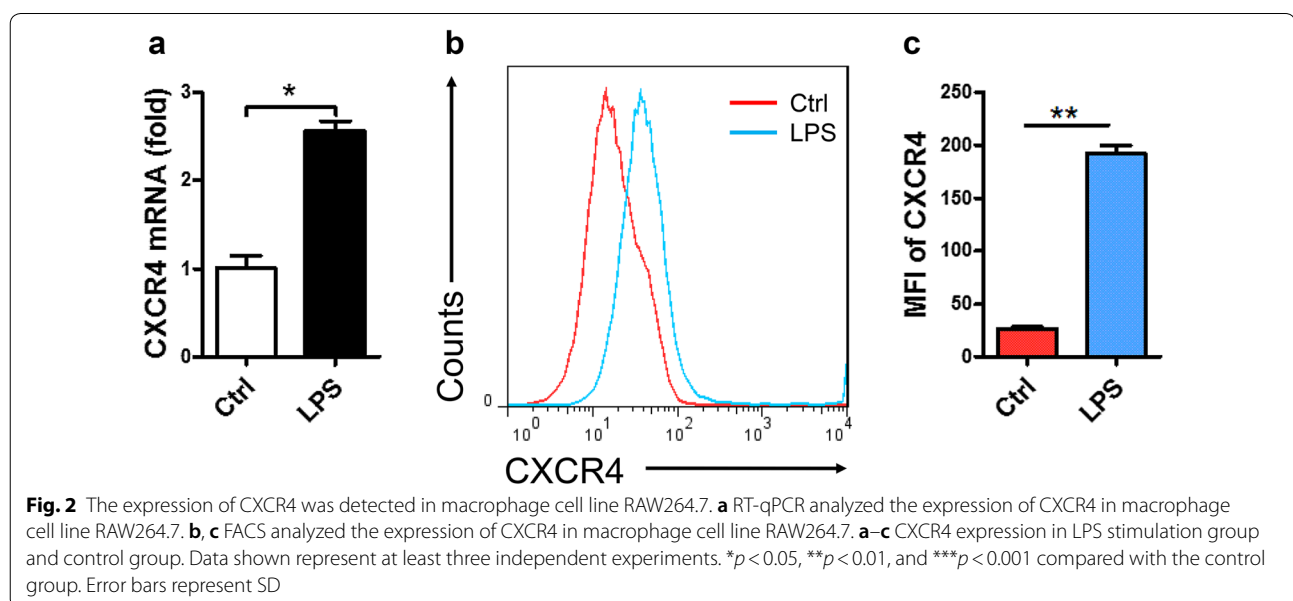 a
CXCR4 mRNA (fold)
3
2
1
0
*
Ctrl
LPS
b
Counts
0
Ctrl
LPS
10^0
10^1
10^2
10^3
10^4
CXCR4
c
MFI of CXCR4
250
200
150
100
50
0
**
Ctrl
LPS
Fig. 2 The expression of CXCR4 was detected in macrophage cell line RAW264.7. a RT-qPCR analyzed the expression of CXCR4 in macrophage
cell line RAW264.7. b, c FACS analyzed the expression of CXCR4 in macrophage cell line RAW264.7. a–c CXCR4 expression in LPS stimulation group
and control group. Data shown represent at least three independent experiments. *p < 0.05, **p < 0.01, and ***p < 0.001 compared with the control
group. Error bars represent SD